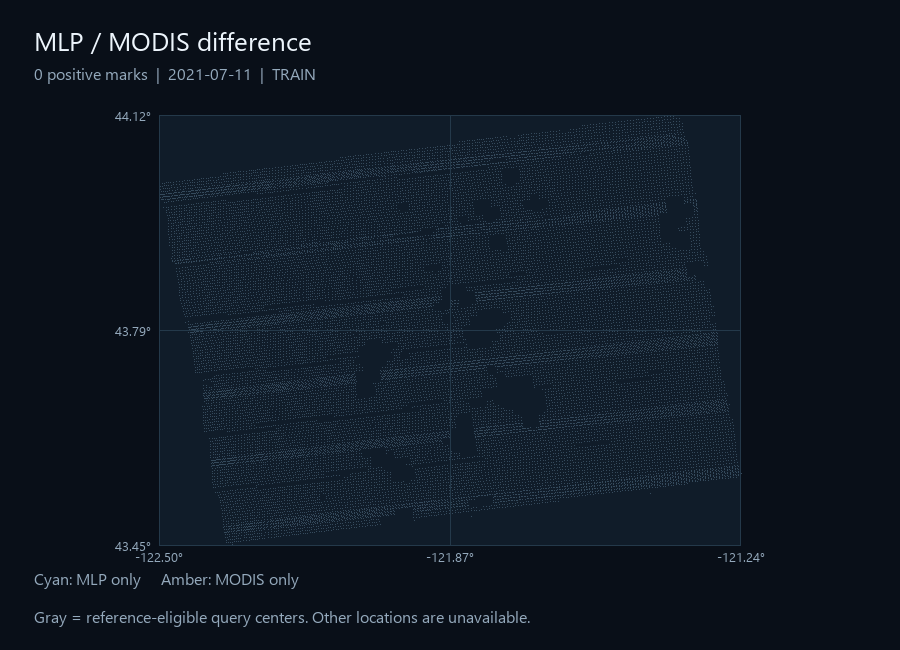 MLP / MODIS difference
0 positive marks | 2021-07-11 | TRAIN
44.12°
43.79°
43.45°
-122.50° -121.87° -121.24°
Cyan: MLP only Amber: MODIS only
Gray = reference-eligible query centers. Other locations are unavailable.